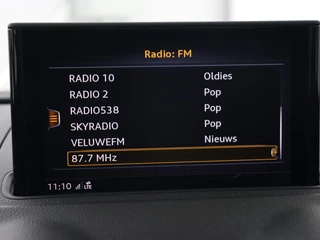 Radio: FM
RADIO 10 Oldies
RADIO 2 Pop
RADIO538 Pop
SKYRADIO Pop
VELUWEFM Nieuws
87.7 MHz
11:10 LTE